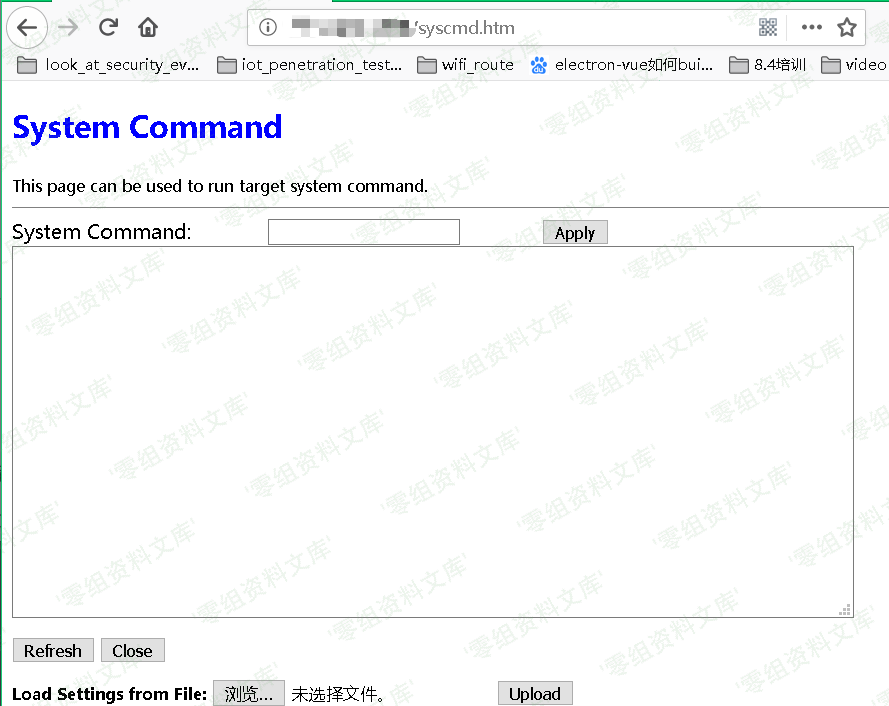 /syscmd.htm
look_at_security_ev... iot_penetration_test... wifi_route electron-vue如何bui... 8.4培训 video
System Command
This page can be used to run target system command.
System Command: Apply
Refresh Close
Load Settings from File: 浏览... 未选择文件。 Upload
零组资料文库